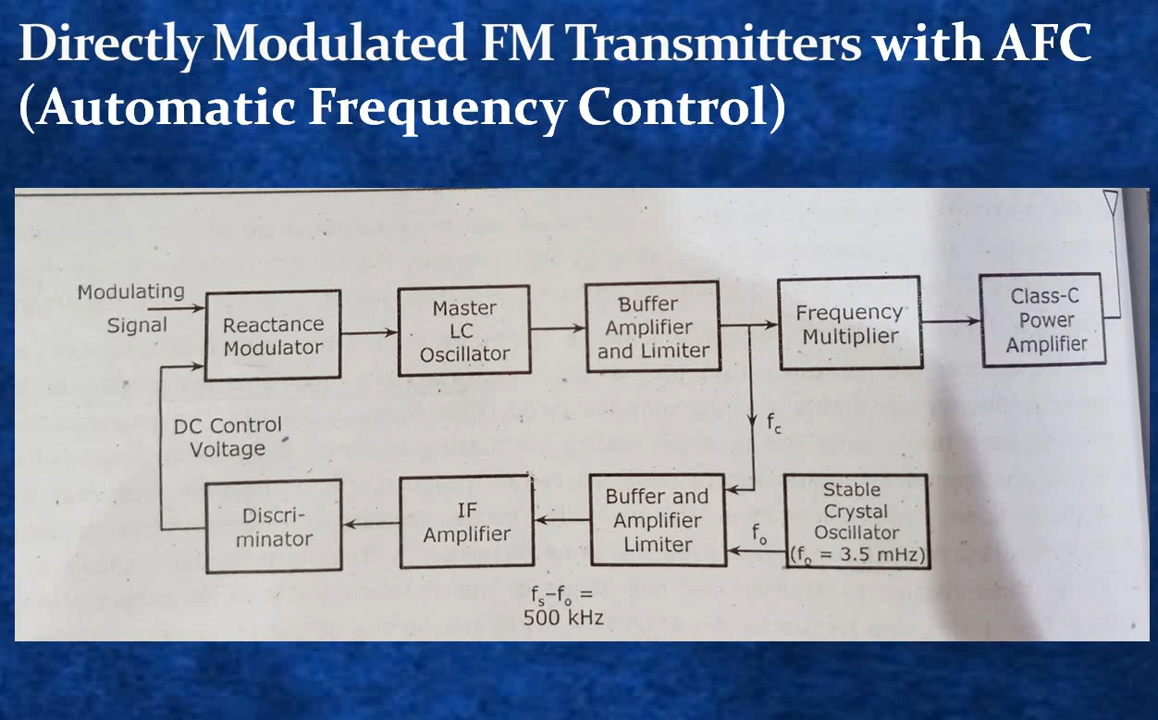 Directly Modulated FM Transmitters with AFC
(Automatic Frequency Control)
Modulating
Signal
Reactance
Modulator
Master
LC
Oscillator
Buffer
Amplifier
and Limiter
Frequency
Multiplier
Class-C
Power
Amplifier
DC Control
Voltage
fc
Discri-
minator
IF
Amplifier
Buffer and
Amplifier
Limiter
fo
Stable
Crystal
Oscillator
(fo = 3.5 mHz)
fs-fo =
500 kHz